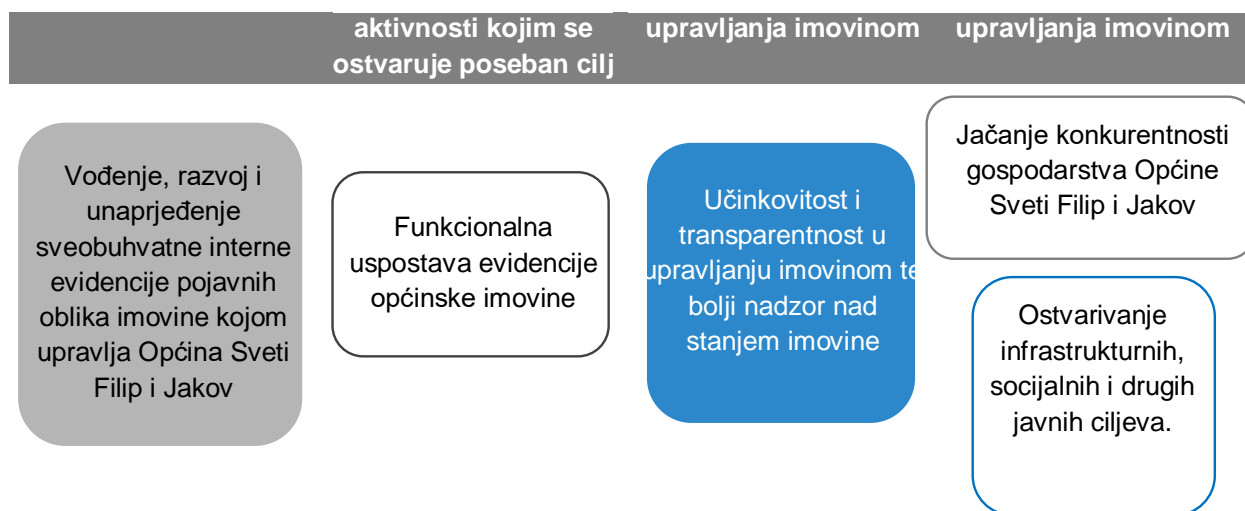 aktivnosti kojim se
ostvaruje poseban cilj
upravljanja imovinom
upravljanja imovinom
Vođenje, razvoj i
unaprjeđenje
sveobuhvatne interne
evidencije pojavnih
oblika imovine kojom
upravlja Općina Sveti
Filip i Jakov
Funkcionalna
uspostava evidencije
općinske imovine
Učinkovitost i
transparentnost u
upravljanju imovinom te
bolji nadzor nad
stanjem imovine
Jačanje konkurentnosti
gospodarstva Općine
Sveti Filip i Jakov
Ostvarivanje
infrastrukturnih,
socijalnih i drugih
javnih ciljeva.